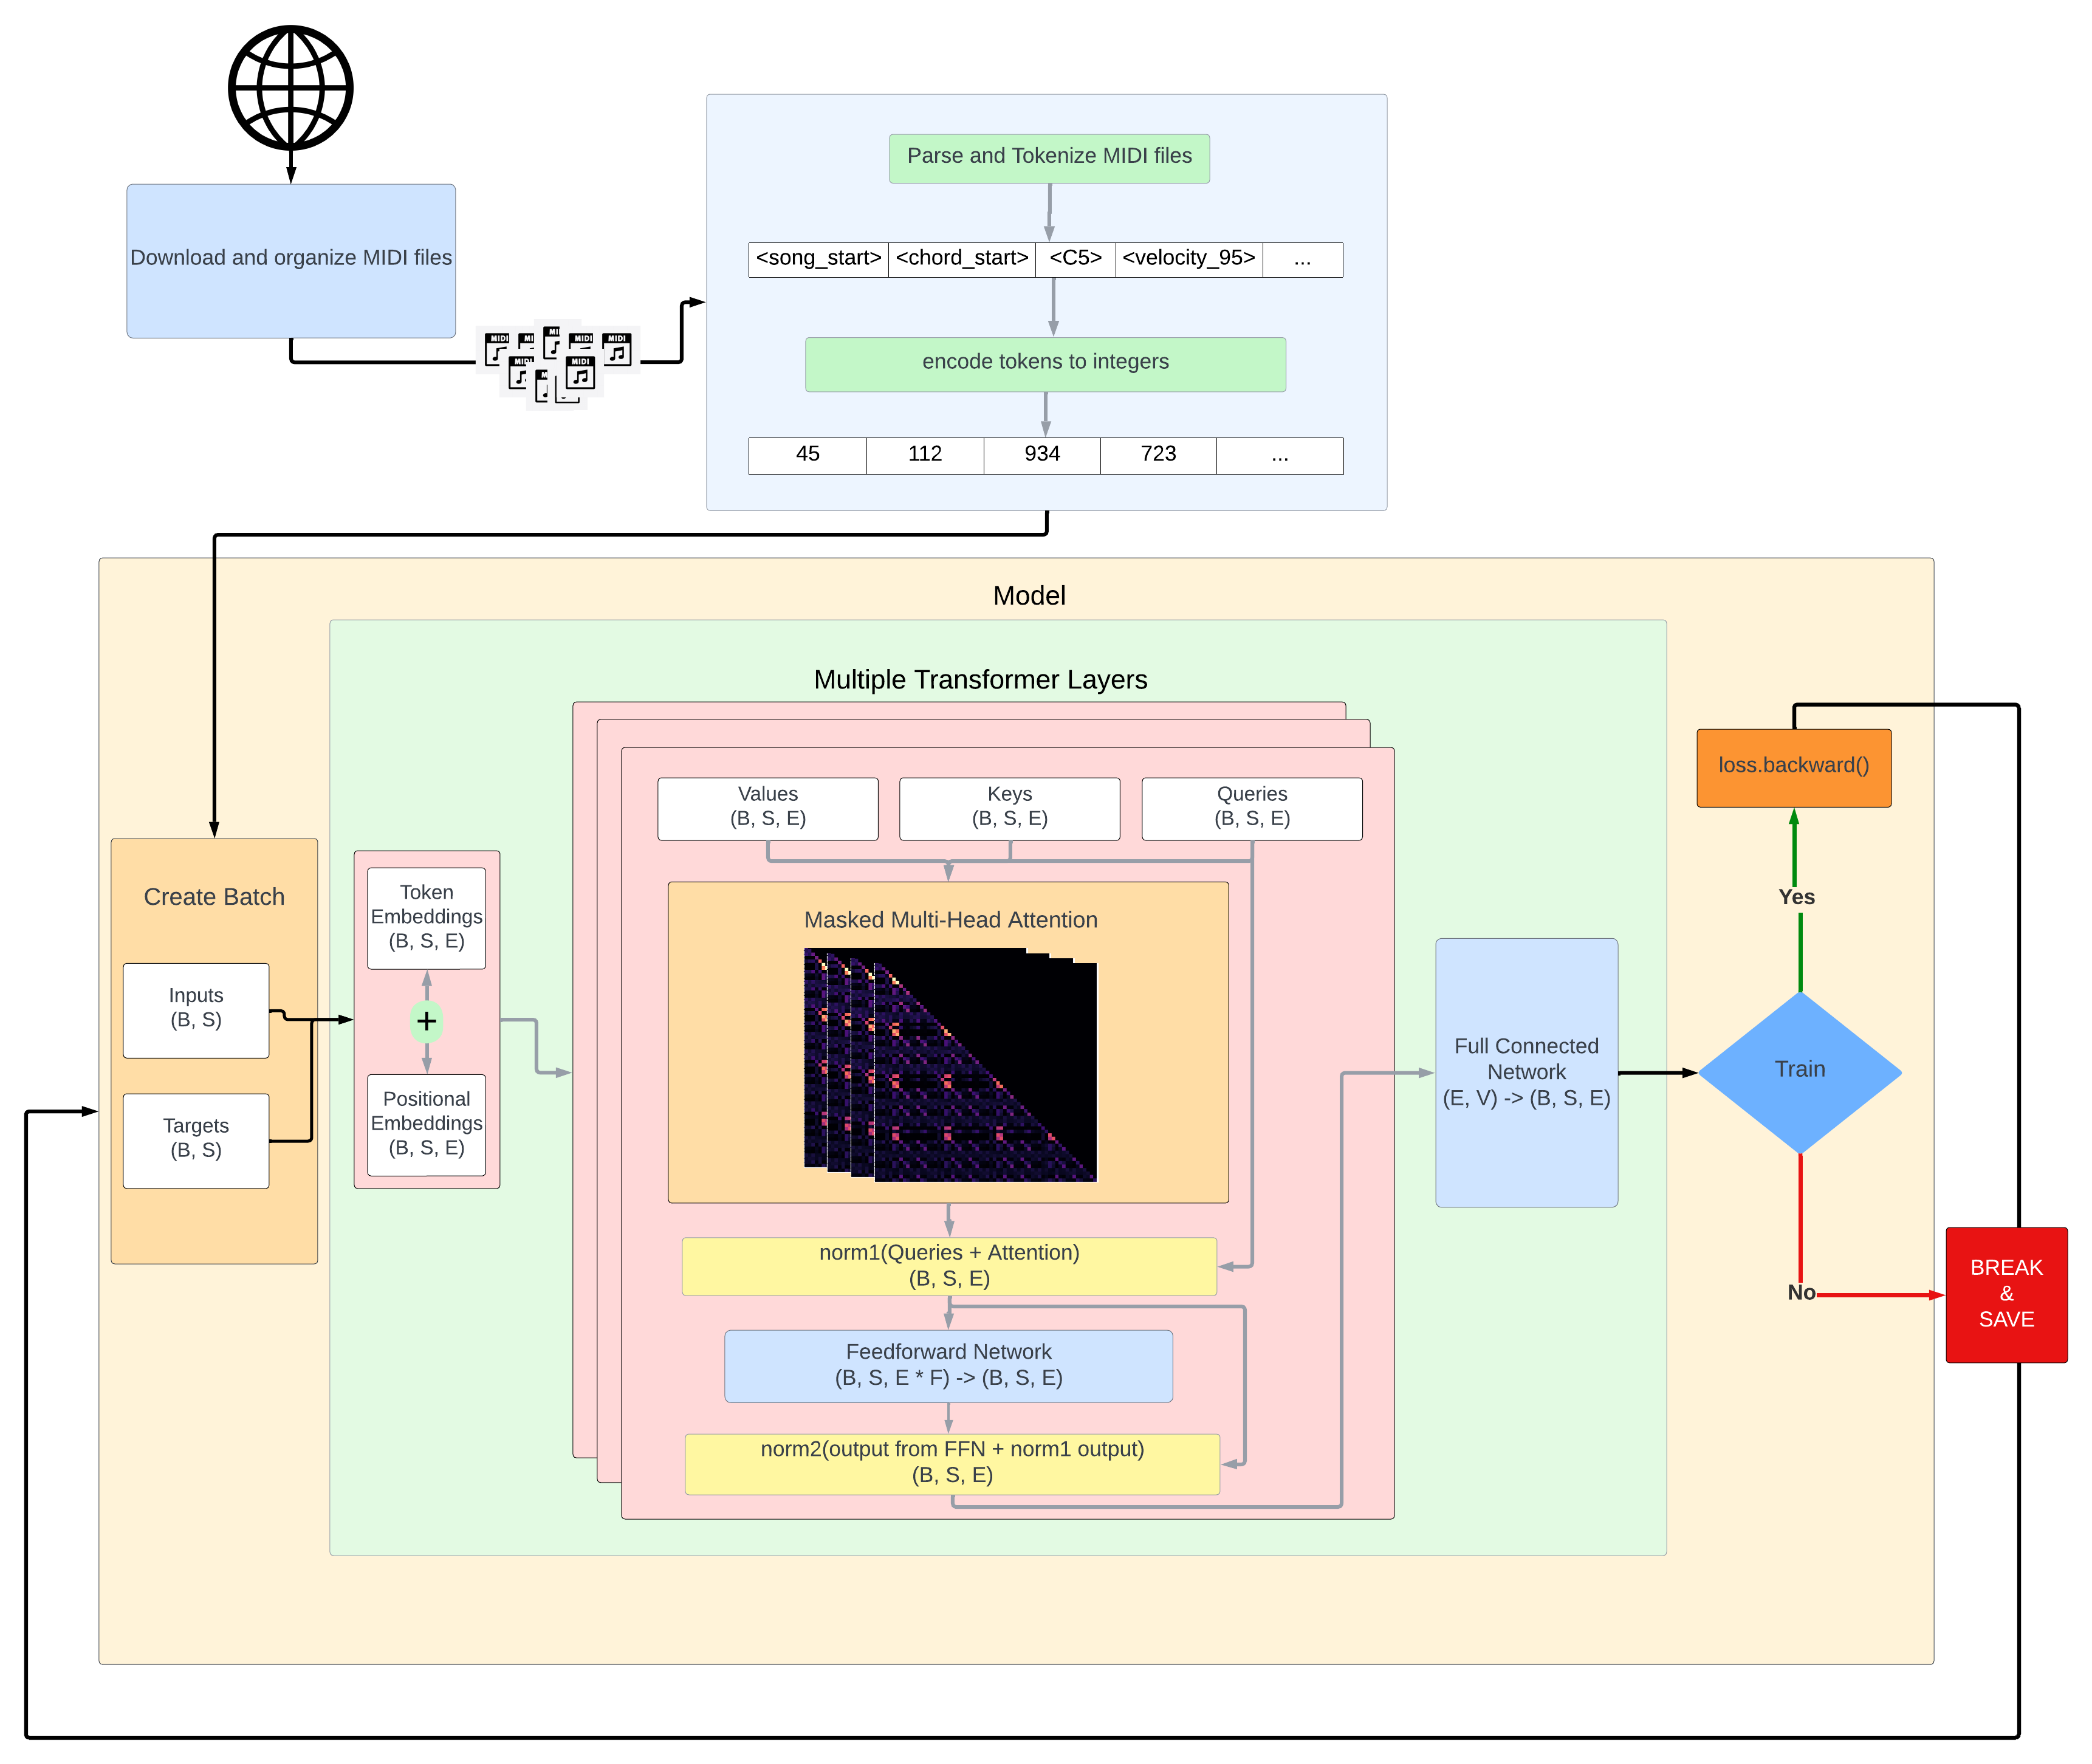 Download and organize MIDI files
MIDI
MI
MI
MIDI
MIDI
MIDI
Parse and Tokenize MIDI files
<song_start> <chord_start> <C5> <velocity_95> ...
encode tokens to integers
45 112 934 723 ...
Model
Multiple Transformer Layers
Create Batch
Inputs
(B, S)
Targets
(B, S)
Token
Embeddings
(B, S, E)
+
Positional
Embeddings
(B, S, E)
Values
(B, S, E)
Keys
(B, S, E)
Queries
(B, S, E)
Masked Multi-Head Attention
norm1(Queries + Attention)
(B, S, E)
Feedforward Network
(B, S, E * F) -> (B, S, E)
norm2(output from FFN + norm1 output)
(B, S, E)
Full Connected
Network
(E, V) -> (B, S, E)
loss.backward()
Yes
Train
No
BREAK
&
SAVE